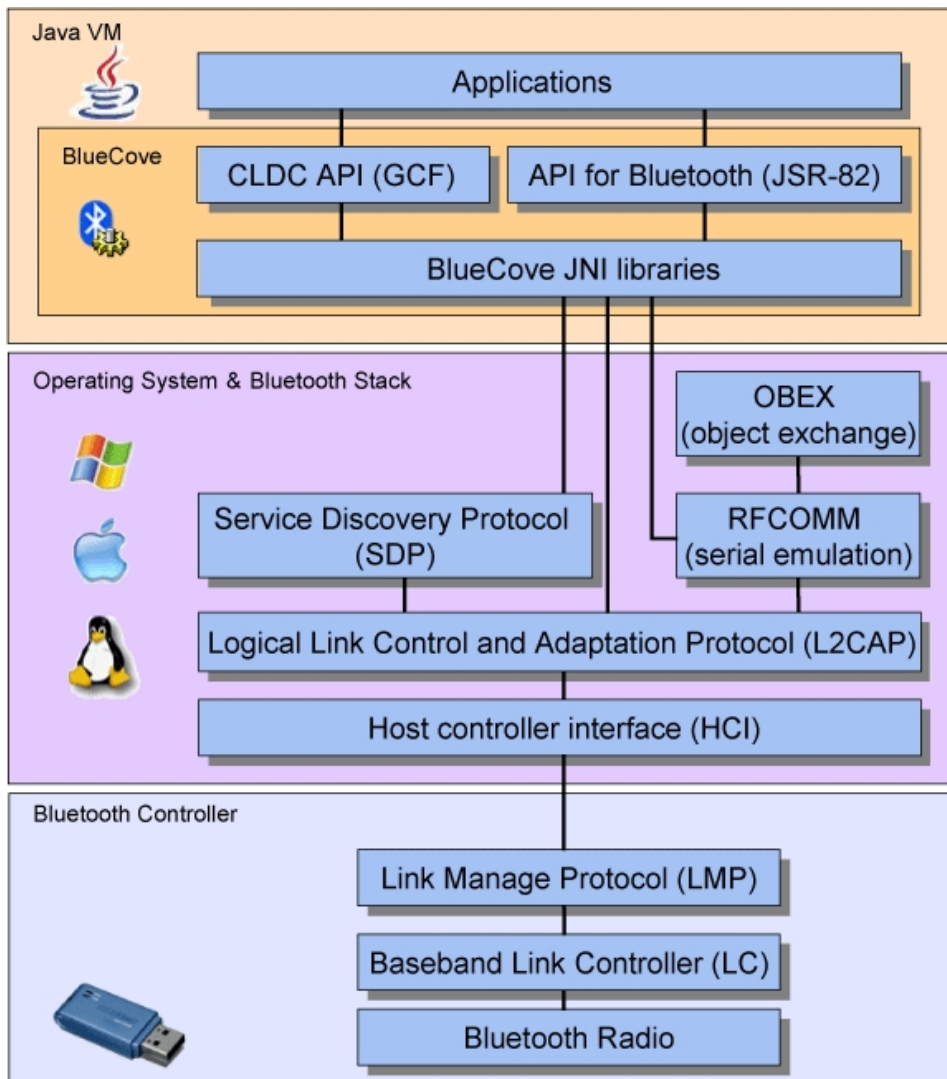 Java VM
Applications
BlueCove
CLDC API (GCF)
API for Bluetooth (JSR-82)
BlueCove JNI libraries
Operating System & Bluetooth Stack
OBEX
(object exchange)
Service Discovery Protocol
(SDP)
RFCOMM
(serial emulation)
Logical Link Control and Adaptation Protocol (L2CAP)
Host controller interface (HCI)
Bluetooth Controller
Link Manage Protocol (LMP)
Baseband Link Controller (LC)
Bluetooth Radio